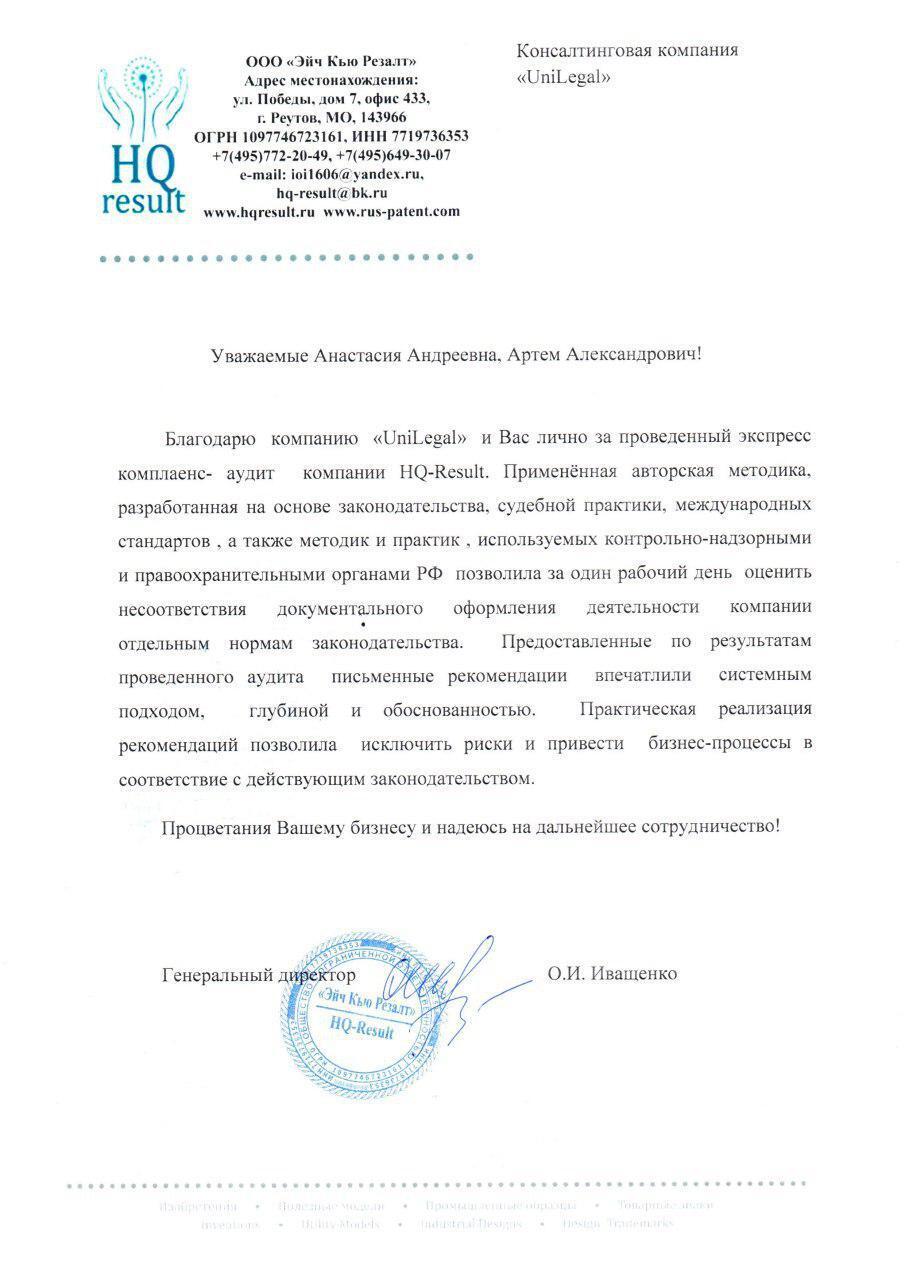 HQ
result
ООО «Эйч Кью Резалт»
Адрес местонахождения:
ул. Победы, дом 7, офис 433,
г. Реутов, МО, 143966
ОГРН 1097746723161, ИНН 7719736353
+7(495)772-20-49, +7(495)649-30-07
e-mail: ioi1606@yandex.ru,
hq-result@bk.ru
www.hqresult.ru www.rus-patent.com
Консалтинговая компания
«UniLegal»
Уважаемые Анастасия Андреевна, Артем Александрович!
Благодарю компанию «UniLegal» и Вас лично за проведенный экспресс
комплаенс- аудит компании HQ-Result. Применённая авторская методика,
разработанная на основе законодательства, судебной практики, международных
стандартов , а также методик и практик , используемых контрольно-надзорными
и правоохранительными органами РФ позволила за один рабочий день оценить
несоответствия документального оформления деятельности компании
отдельным нормам законодательства. Предоставленные по результатам
проведенного аудита письменные рекомендации впечатлили системным
подходом, глубиной и обоснованностью. Практическая реализация
рекомендаций позволила исключить риски и привести бизнес-процессы в
соответствие с действующим законодательством.
Процветания Вашему бизнесу и надеюсь на дальнейшее сотрудничество!
Генеральный директор
О.И. Иващенко
«Эйч Кью Резалт»
HQ-Result
Изобретения • Полезные модели • Промышленные образцы • Товарные знаки
Inventions • Utility Models • Industrial Designs • Design Trademarks